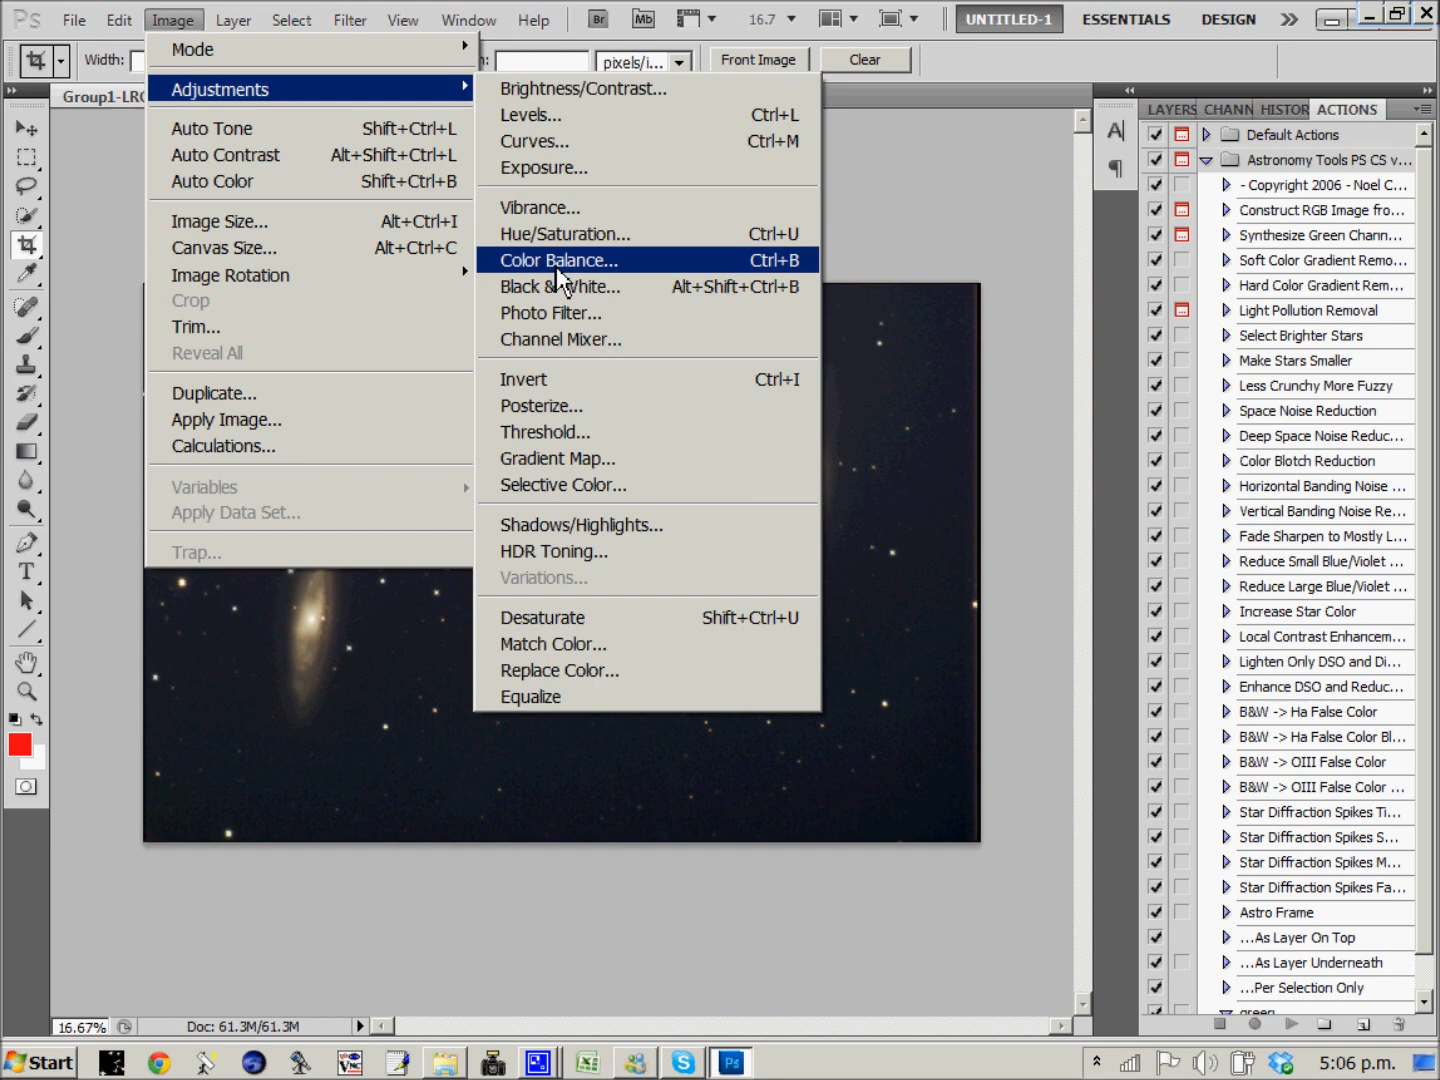 Ps File Edit Image Layer Select Filter View Window Help Br Mb 16.7 UNTITLED-1 ESSENTIALS DESIGN
Width: pixels/i... Front Image Clear
Group1-LR
Mode
Adjustments
Auto Tone Shift+Ctrl+L
Auto Contrast Alt+Shift+Ctrl+L
Auto Color Shift+Ctrl+B
Image Size... Alt+Ctrl+I
Canvas Size... Alt+Ctrl+C
Image Rotation
Crop
Trim...
Reveal All
Duplicate...
Apply Image...
Calculations...
Variables
Apply Data Set...
Trap...
Brightness/Contrast...
Levels... Ctrl+L
Curves... Ctrl+M
Exposure...
Vibrance...
Hue/Saturation... Ctrl+U
Color Balance... Ctrl+B
Black & White... Alt+Shift+Ctrl+B
Photo Filter...
Channel Mixer...
Invert Ctrl+I
Posterize...
Threshold...
Gradient Map...
Selective Color...
Shadows/Highlights...
HDR Toning...
Variations...
Desaturate Shift+Ctrl+U
Match Color...
Replace Color...
Equalize
LAYERS CHANN HISTOR ACTIONS
Default Actions
Astronomy Tools PS CS v...
- Copyright 2006 - Noel C...
Construct RGB Image fro...
Synthesize Green Chann...
Soft Color Gradient Remo...
Hard Color Gradient Rem...
Light Pollution Removal
Select Brighter Stars
Make Stars Smaller
Less Crunchy More Fuzzy
Space Noise Reduction
Deep Space Noise Reduc...
Color Blotch Reduction
Horizontal Banding Noise ...
Vertical Banding Noise Re...
Fade Sharpen to Mostly L...
Reduce Small Blue/Violet ...
Reduce Large Blue/Violet ...
Increase Star Color
Local Contrast Enhancem...
Lighten Only DSO and Di...
Enhance DSO and Reduc...
B&W -> Ha False Color
B&W -> Ha False Color Bl...
B&W -> OIII False Color
B&W -> OIII False Color ...
Star Diffraction Spikes Ti...
Star Diffraction Spikes S...
Star Diffraction Spikes M...
Star Diffraction Spikes Fa...
Astro Frame
...As Layer On Top
...As Layer Underneath
...Per Selection Only
green
16.67% Doc: 61.3M/61.3M
Start Ps 5:06 p.m.